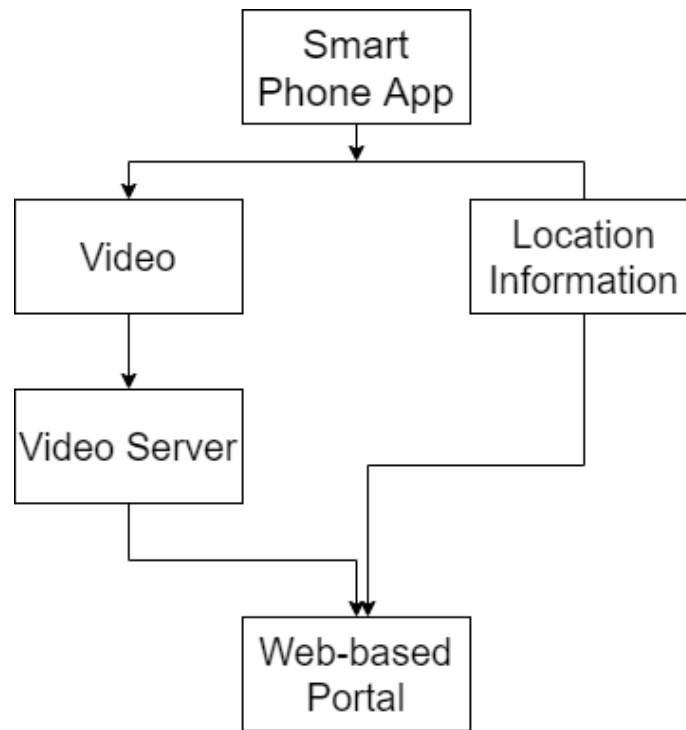 Smart
Phone App
Video
Location
Information
Video Server
Web-based
Portal